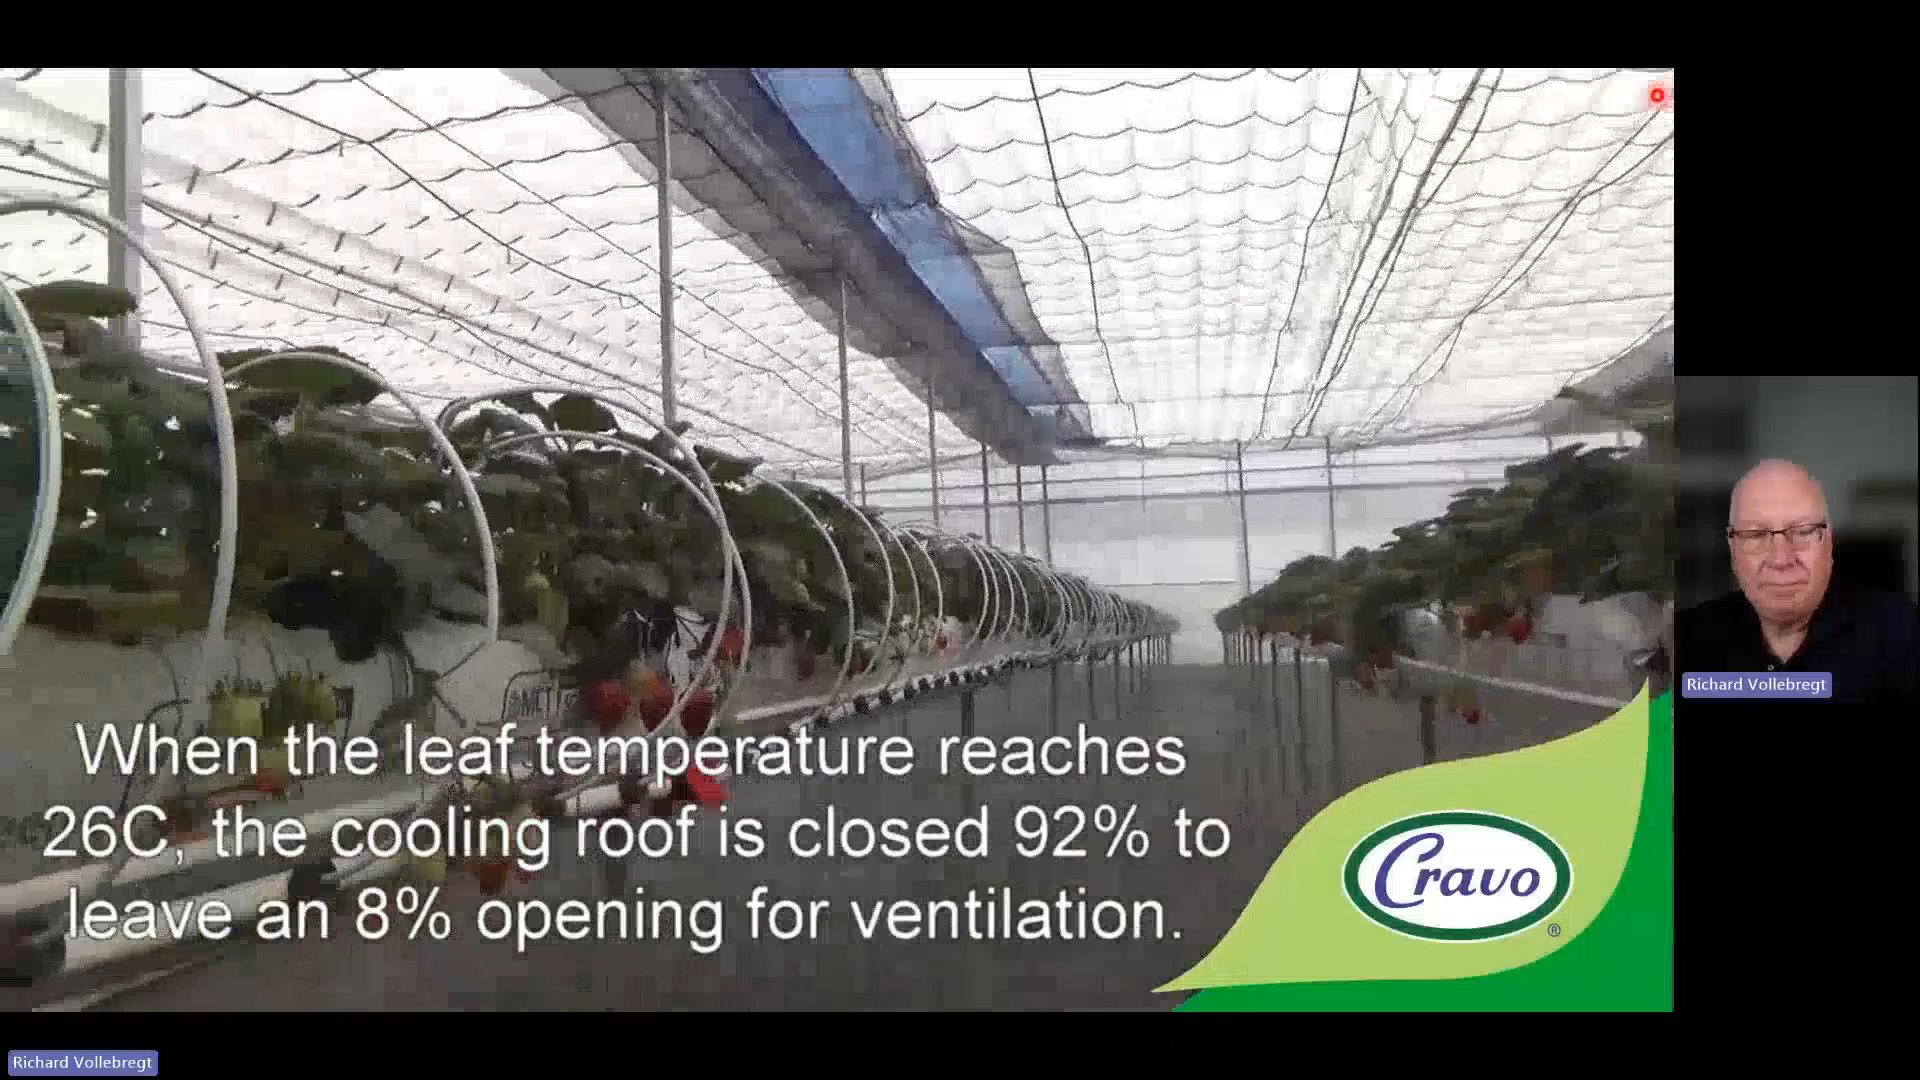 When the leaf temperature reaches
26C, the cooling roof is closed 92% to
leave an 8% opening for ventilation.
Cravo
®
Richard Vollebregt
Richard Vollebregt